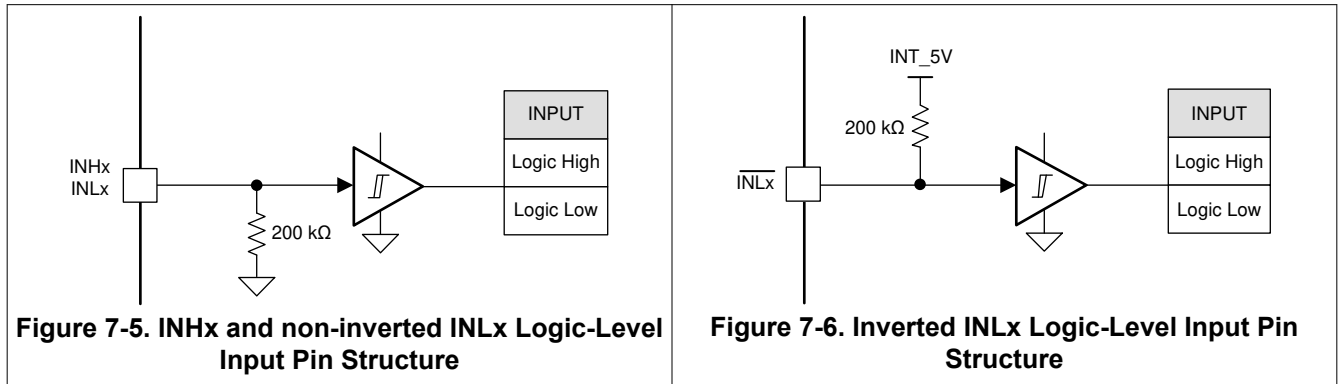 INHx
INLx
200 kΩ
INPUT
Logic High
Logic Low
Figure 7-5. INHx and non-inverted INLx Logic-Level
Input Pin Structure
INT_5V
200 kΩ
I̅N̅L̅x̅
INPUT
Logic High
Logic Low
Figure 7-6. Inverted INLx Logic-Level Input Pin
Structure